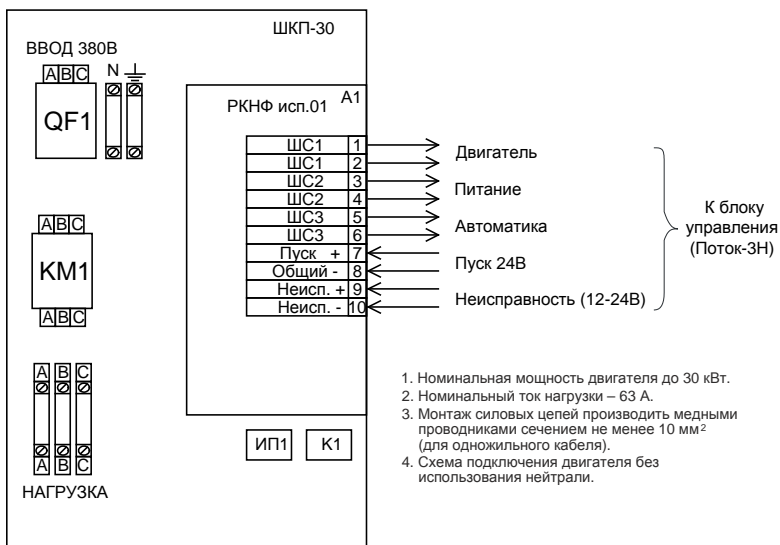 ШКП-30
ВВОД 380В
A B C
N
QF1
A1
РКНФ исп.01
ШС1 1
ШС1 2
ШС2 3
ШС2 4
ШС3 5
ШС3 6
Пуск + 7
Общий - 8
Неисп. + 9
Неисп. - 10
Двигатель
Питание
Автоматика
Пуск 24В
Неисправность (12-24В)
К блоку
управления
(Поток-3Н)
A B C
KM1
A B C
A B C
A B C
НАГРУЗКА
ИП1
К1
1. Номинальная мощность двигателя до 30 кВт.
2. Номинальный ток нагрузки – 63 А.
3. Монтаж силовых цепей производить медными
проводниками сечением не менее 10 мм²
(для одножильного кабеля).
4. Схема подключения двигателя без
использования нейтрали.